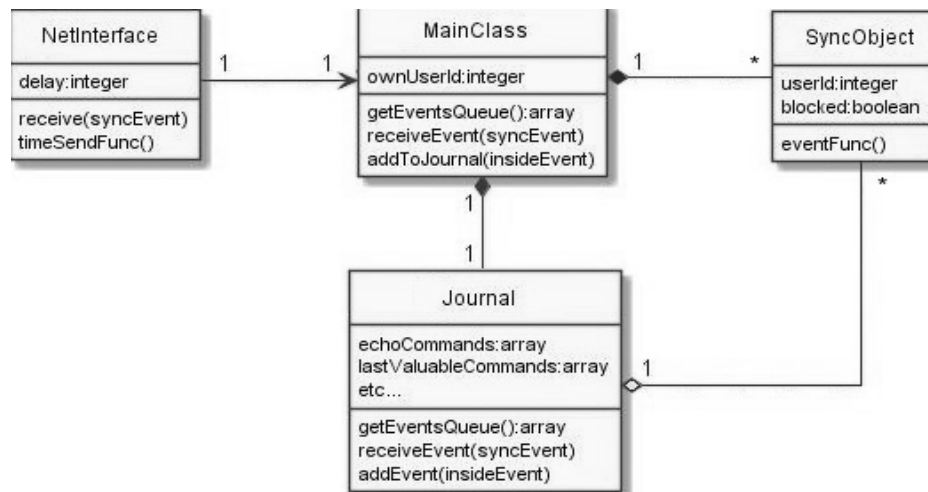 NetInterface
delay:integer
receive(syncEvent)
timeSendFunc()
1
1
MainClass
ownUserId:integer
getEventsQueue():array
receiveEvent(syncEvent)
addToJournal(insideEvent)
1
*
SyncObject
userId:integer
blocked:boolean
eventFunc()
*
1
1
Journal
echoCommands:array
lastValuableCommands:array
etc...
getEventsQueue():array
receiveEvent(syncEvent)
addEvent(insideEvent)
1